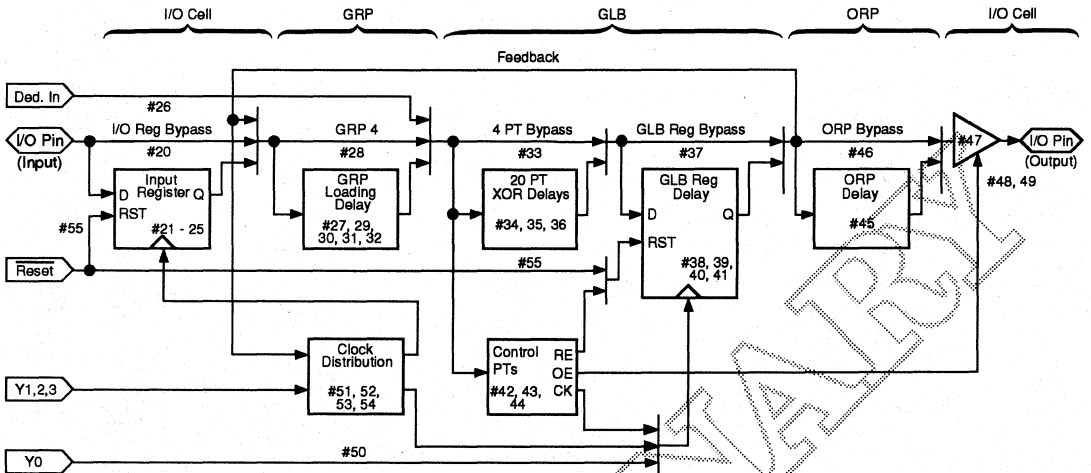 I/O Cell GRP GLB ORP I/O Cell
Feedback
Ded. In
#26
I/O Pin
(Input)
I/O Reg Bypass
#20
GRP 4
#28
4 PT Bypass
#33
GLB Reg Bypass
#37
ORP Bypass
#46
#47
I/O Pin
(Output)
#48, 49
Input
Register
D Q
RST
#21 - 25
#55
GRP
Loading
Delay
#27, 29,
30, 31, 32
20 PT
XOR Delays
#34, 35, 36
GLB Reg
Delay
D Q
RST
#38, 39,
40, 41
ORP
Delay
#45
Reset
#55
Clock
Distribution
#51, 52,
53, 54
Control
PTs
RE
OE
CK
#42, 43,
44
Y1,2,3
Y0
#50